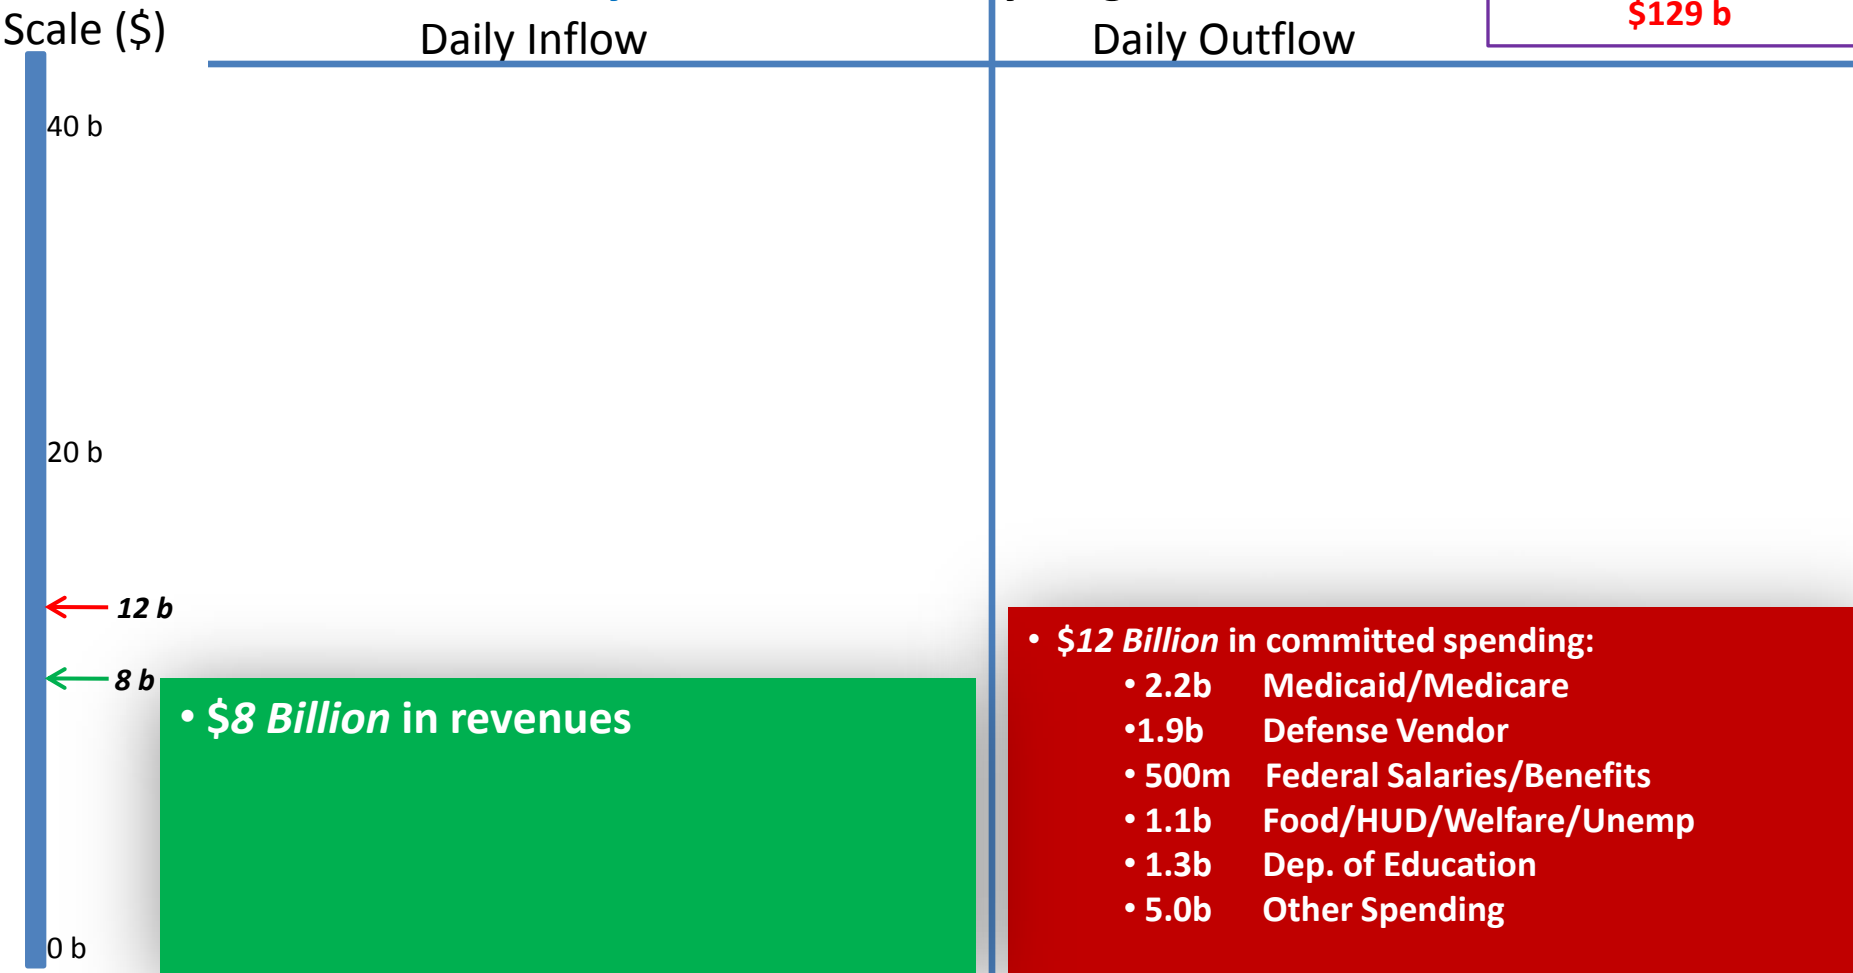 $129 b
Scale ($)
Daily Inflow
Daily Outflow
40 b
20 b
12 b
8 b
0 b
• $8 Billion in revenues
• $12 Billion in committed spending:
• 2.2b Medicaid/Medicare
•1.9b Defense Vendor
• 500m Federal Salaries/Benefits
• 1.1b Food/HUD/Welfare/Unemp
• 1.3b Dep. of Education
• 5.0b Other Spending